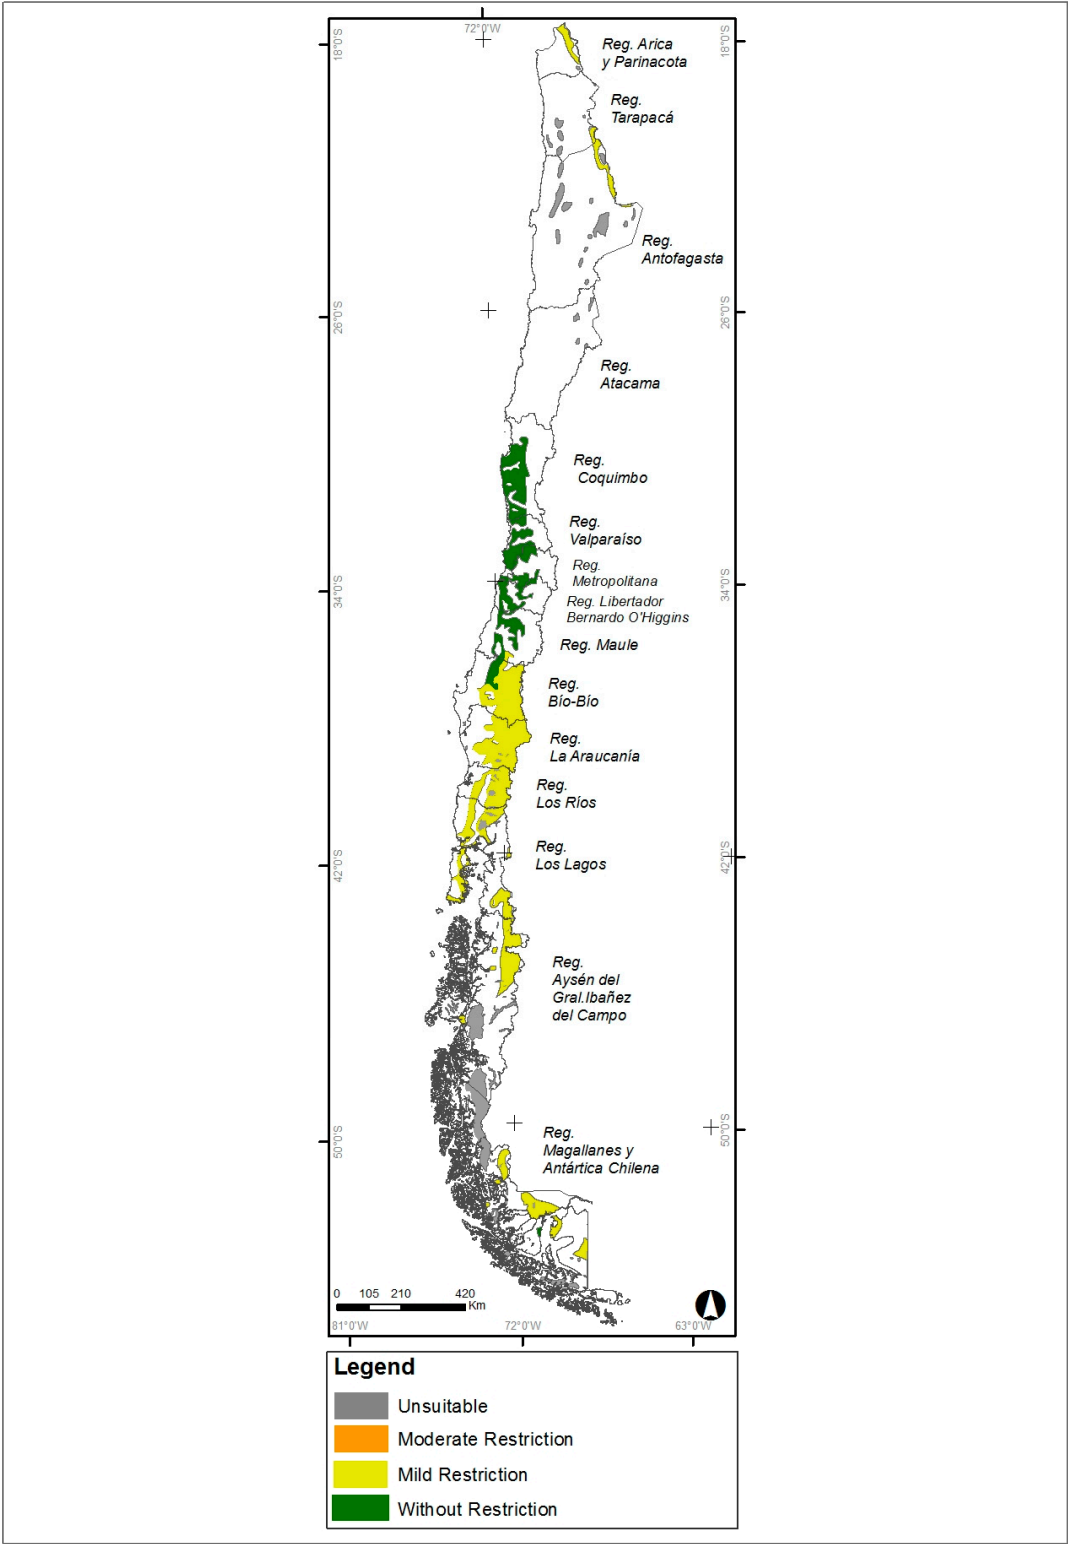 72°0'W
18°0'S
18°0'S
Reg. Arica
y Parinacota
Reg.
Tarapacá
Reg.
Antofagasta
26°0'S
26°0'S
Reg.
Atacama
Reg.
Coquimbo
Reg.
Valparaíso
Reg.
Metropolitana
34°0'S
34°0'S
Reg. Libertador
Bernardo O'Higgins
Reg. Maule
Reg.
Bío-Bío
Reg.
La Araucanía
Reg.
Los Ríos
Reg.
Los Lagos
42°0'S
42°0'S
Reg.
Aysén del
Gral.Ibañez
del Campo
50°0'S
50°0'S
Reg.
Magallanes y
Antártica Chilena
0 105 210 420
Km
81°0'W 72°0'W 63°0'W
Legend
Unsuitable
Moderate Restriction
Mild Restriction
Without Restriction